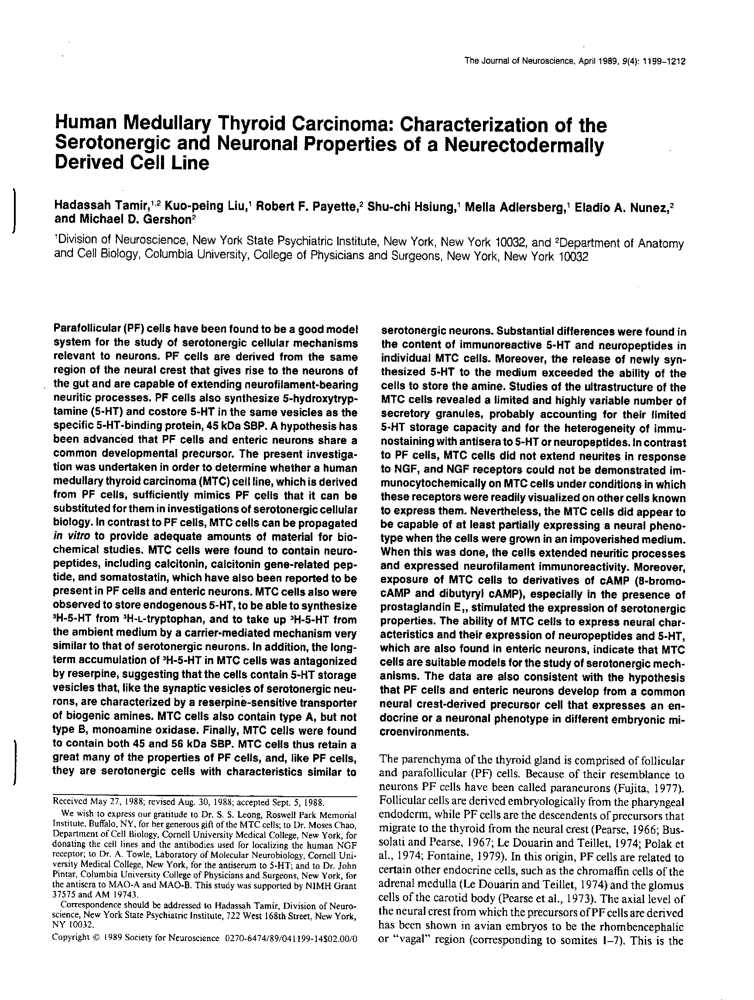 The Journal of Neuroscience, April 1989, 9(4): 1199-1212
Human Medullary Thyroid Carcinoma: Characterization of the
Serotonergic and Neuronal Properties of a Neurectodermally
Derived Cell Line
Hadassah Tamir,1,2 Kuo-peing Liu,1 Robert F. Payette,2 Shu-chi Hsiung,1 Mella Adlersberg,1 Eladio A. Nunez,2
and Michael D. Gershon2
1Division of Neuroscience, New York State Psychiatric Institute, New York, New York 10032, and 2Department of Anatomy
and Cell Biology, Columbia University, College of Physicians and Surgeons, New York, New York 10032
Parafollicular (PF) cells have been found to be a good model
system for the study of serotonergic cellular mechanisms
relevant to neurons. PF cells are derived from the same
region of the neural crest that gives rise to the neurons of
the gut and are capable of extending neurofilament-bearing
neuritic processes. PF cells also synthesize 5-hydroxytryp-
tamine (5-HT) and costore 5-HT in the same vesicles as the
specific 5-HT-binding protein, 45 kDa SBP. A hypothesis has
been advanced that PF cells and enteric neurons share a
common developmental precursor. The present investiga-
tion was undertaken in order to determine whether a human
medullary thyroid carcinoma (MTC) cell line, which is derived
from PF cells, sufficiently mimics PF cells that it can be
substituted for them in investigations of serotonergic cellular
biology. In contrast to PF cells, MTC cells can be propagated
in vitro to provide adequate amounts of material for bio-
chemical studies. MTC cells were found to contain neuro-
peptides, including calcitonin, calcitonin gene-related pep-
tide, and somatostatin, which have also been reported to be
present in PF cells and enteric neurons. MTC cells also were
observed to store endogenous 5-HT, to be able to synthesize
3H-5-HT from 3H-L-tryptophan, and to take up 3H-5-HT from
the ambient medium by a carrier-mediated mechanism very
similar to that of serotonergic neurons. In addition, the long-
term accumulation of 3H-5-HT in MTC cells was antagonized
by reserpine, suggesting that the cells contain 5-HT storage
vesicles that, like the synaptic vesicles of serotonergic neu-
rons, are characterized by a reserpine-sensitive transporter
of biogenic amines. MTC cells also contain type A, but not
type B, monoamine oxidase. Finally, MTC cells were found
to contain both 45 and 56 kDa SBP. MTC cells thus retain a
great many of the properties of PF cells, and, like PF cells,
they are serotonergic cells with characteristics similar to
Received May 27, 1988; revised Aug. 30, 1988; accepted Sept. 5, 1988.
We wish to express our gratitude to Dr. S. S. Leong, Roswell Park Memorial
Institute, Buffalo, NY, for her generous gift of the MTC cells; to Dr. Moses Chao,
Department of Cell Biology, Cornell University Medical College, New York, for
donating the cell lines and the antibodies used for localizing the human NGF
receptor; to Dr. A. Towle, Laboratory of Molecular Neurobiology, Cornell Uni-
versity Medical College, New York, for the antiserum to 5-HT; and to Dr. John
Pintar, Columbia University College of Physicians and Surgeons, New York, for
the antisera to MAO-A and MAO-B. This study was supported by NIMH Grant
37575 and AM 19743.
Correspondence should be addressed to Hadassah Tamir, Division of Neuro-
science, New York State Psychiatric Institute, 722 West 168th Street, New York,
NY 10032.
Copyright © 1989 Society for Neuroscience 0270-6474/89/041199-14$02.00/0
serotonergic neurons. Substantial differences were found in
the content of immunoreactive 5-HT and neuropeptides in
individual MTC cells. Moreover, the release of newly syn-
thesized 5-HT to the medium exceeded the ability of the
cells to store the amine. Studies of the ultrastructure of the
MTC cells revealed a limited and highly variable number of
secretory granules, probably accounting for their limited
5-HT storage capacity and for the heterogeneity of immu-
nostaining with antisera to 5-HT or neuropeptides. In contrast
to PF cells, MTC cells did not extend neurites in response
to NGF, and NGF receptors could not be demonstrated im-
munocytochemically on MTC cells under conditions in which
these receptors were readily visualized on other cells known
to express them. Nevertheless, the MTC cells did appear to
be capable of at least partially expressing a neural pheno-
type when the cells were grown in an impoverished medium.
When this was done, the cells extended neuritic processes
and expressed neurofilament immunoreactivity. Moreover,
exposure of MTC cells to derivatives of cAMP (8-bromo-
cAMP and dibutyryl cAMP), especially in the presence of
prostaglandin E1, stimulated the expression of serotonergic
properties. The ability of MTC cells to express neural char-
acteristics and their expression of neuropeptides and 5-HT,
which are also found in enteric neurons, indicate that MTC
cells are suitable models for the study of serotonergic mech-
anisms. The data are also consistent with the hypothesis
that PF cells and enteric neurons develop from a common
neural crest-derived precursor cell that expresses an en-
docrine or a neuronal phenotype in different embryonic mi-
croenvironments.
The parenchyma of the thyroid gland is comprised of follicular
and parafollicular (PF) cells. Because of their resemblance to
neurons PF cells have been called paraneurons (Fujita, 1977).
Follicular cells are derived embryologically from the pharyngeal
endoderm, while PF cells are the descendents of precursors that
migrate to the thyroid from the neural crest (Pearse, 1966; Bus-
solati and Pearse, 1967; Le Douarin and Teillet, 1974; Polak et
al., 1974; Fontaine, 1979). In this origin, PF cells are related to
certain other endocrine cells, such as the chromaffin cells of the
adrenal medulla (Le Douarin and Teillet, 1974) and the glomus
cells of the carotid body (Pearse et al., 1973). The axial level of
the neural crest from which the precursors of PF cells are derived
has been shown in avian embryos to be the rhombencephalic
or "vagal" region (corresponding to somites 1–7). This is the